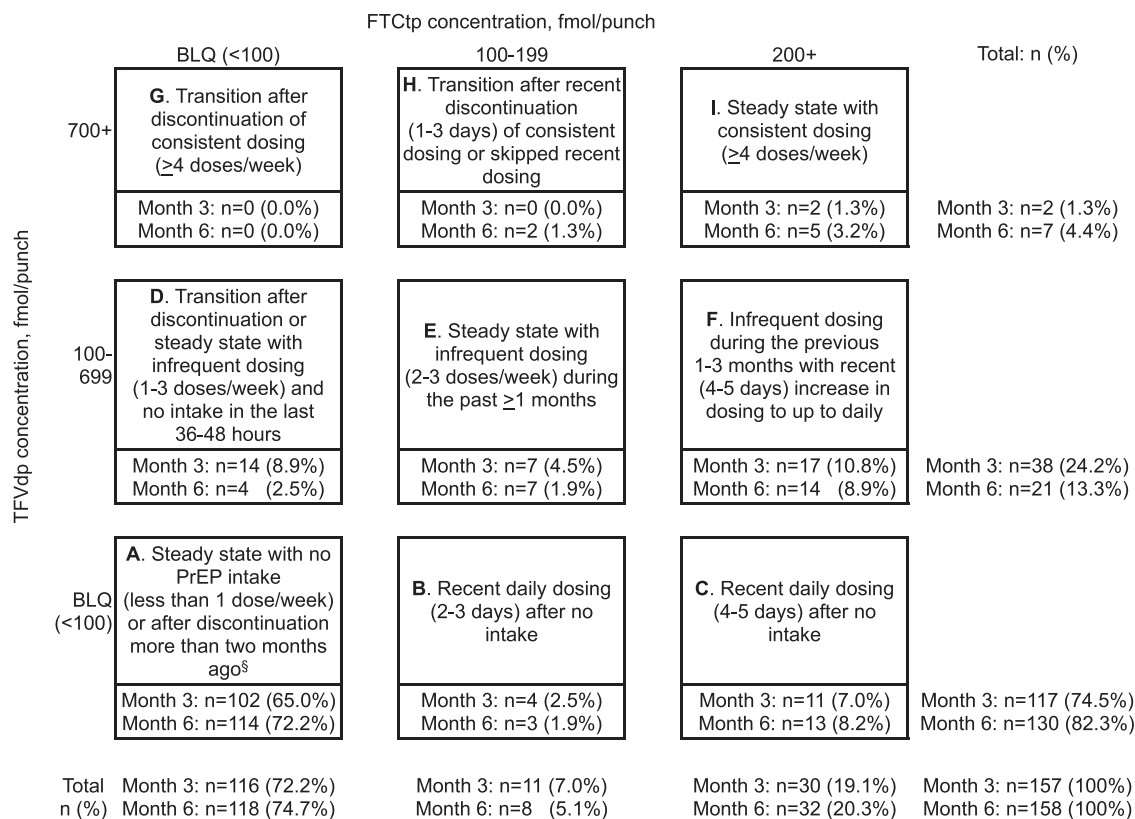 FTCtp concentration, fmol/punch
BLQ (<100)
100-199
200+
Total: n (%)
TFVdp concentration, fmol/punch
700+
G. Transition after
discontinuation of
consistent dosing
(≥4 doses/week)
Month 3: n=0 (0.0%)
Month 6: n=0 (0.0%)
H. Transition after recent
discontinuation
(1-3 days) of consistent
dosing or skipped recent
dosing
Month 3: n=0 (0.0%)
Month 6: n=2 (1.3%)
I. Steady state with
consistent dosing
(≥4 doses/week)
Month 3: n=2 (1.3%)
Month 6: n=5 (3.2%)
Month 3: n=2 (1.3%)
Month 6: n=7 (4.4%)
100-
699
D. Transition after
discontinuation or
steady state with
infrequent dosing
(1-3 doses/week) and
no intake in the last
36-48 hours
Month 3: n=14 (8.9%)
Month 6: n=4 (2.5%)
E. Steady state with
infrequent dosing
(2-3 doses/week) during
the past ≥1 months
Month 3: n=7 (4.5%)
Month 6: n=7 (1.9%)
F. Infrequent dosing
during the previous
1-3 months with recent
(4-5 days) increase in
dosing to up to daily
Month 3: n=17 (10.8%)
Month 6: n=14 (8.9%)
Month 3: n=38 (24.2%)
Month 6: n=21 (13.3%)
BLQ
(<100)
A. Steady state with no
PrEP intake
(less than 1 dose/week)
or after discontinuation
more than two months
ago§
Month 3: n=102 (65.0%)
Month 6: n=114 (72.2%)
B. Recent daily dosing
(2-3 days) after no
intake
Month 3: n=4 (2.5%)
Month 6: n=3 (1.9%)
C. Recent daily dosing
(4-5 days) after no
intake
Month 3: n=11 (7.0%)
Month 6: n=13 (8.2%)
Month 3: n=117 (74.5%)
Month 6: n=130 (82.3%)
Total
n (%)
Month 3: n=116 (72.2%)
Month 6: n=118 (74.7%)
Month 3: n=11 (7.0%)
Month 6: n=8 (5.1%)
Month 3: n=30 (19.1%)
Month 6: n=32 (20.3%)
Month 3: n=157 (100%)
Month 6: n=158 (100%)